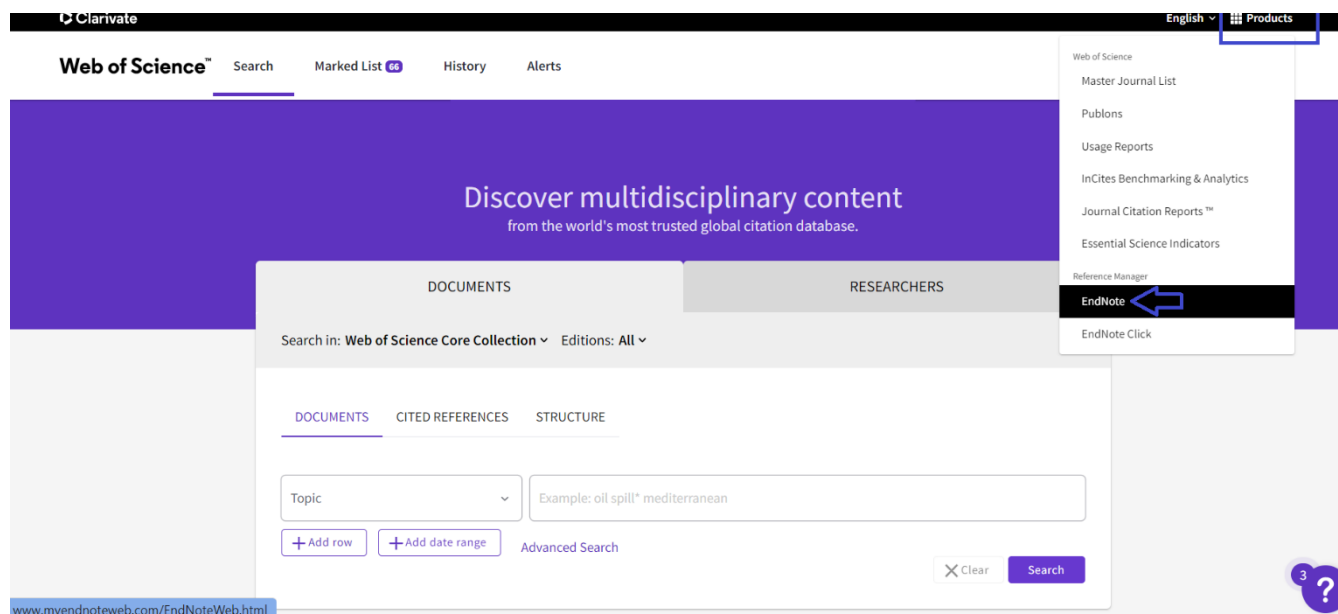 Clarivate English Products
Web of Science™ Search Marked List 66 History Alerts
Web of Science
Master Journal List
Publons
Usage Reports
InCites Benchmarking & Analytics
Journal Citation Reports ™
Essential Science Indicators
Reference Manager
EndNote
EndNote Click
Discover multidisciplinary content
from the world's most trusted global citation database.
DOCUMENTS RESEARCHERS
Search in: Web of Science Core Collection Editions: All
DOCUMENTS CITED REFERENCES STRUCTURE
Topic Example: oil spill* mediterranean
+ Add row + Add date range Advanced Search
Clear Search
3 ?
www.myendnoteweb.com/EndNoteWeb.html